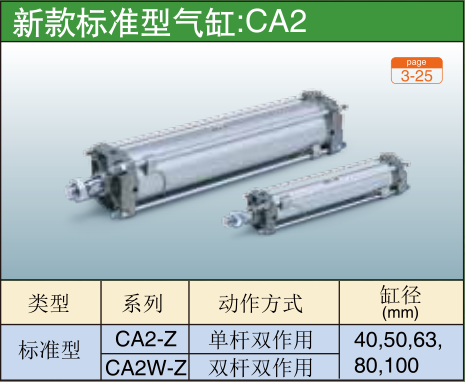 新款标准型气缸:CA2
page
3-25
类型 系列 动作方式 缸径
(mm)
标准型 CA2-Z 单杆双作用 40,50,63,
CA2W-Z 双杆双作用 80,100